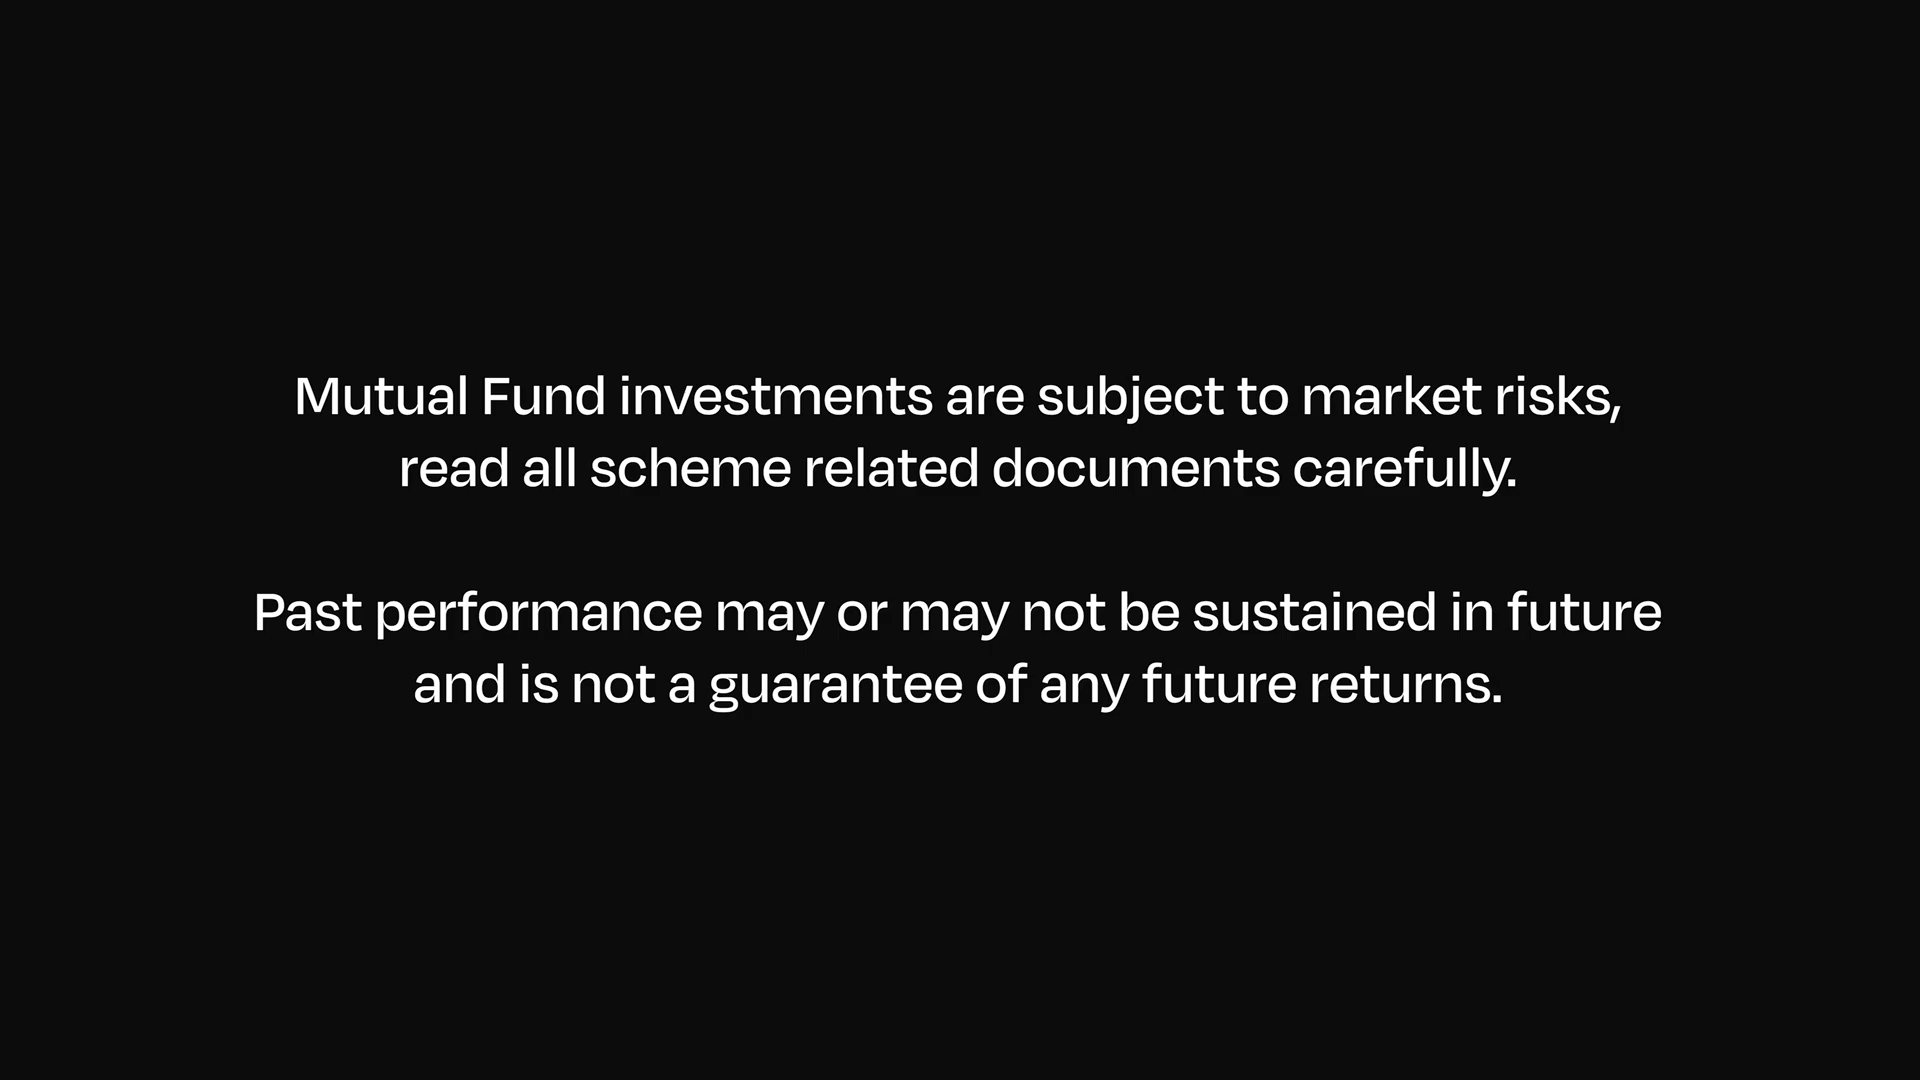 Mutual Fund investments are subject to market risks,
read all scheme related documents carefully.
Past performance may or may not be sustained in future
and is not a guarantee of any future returns.